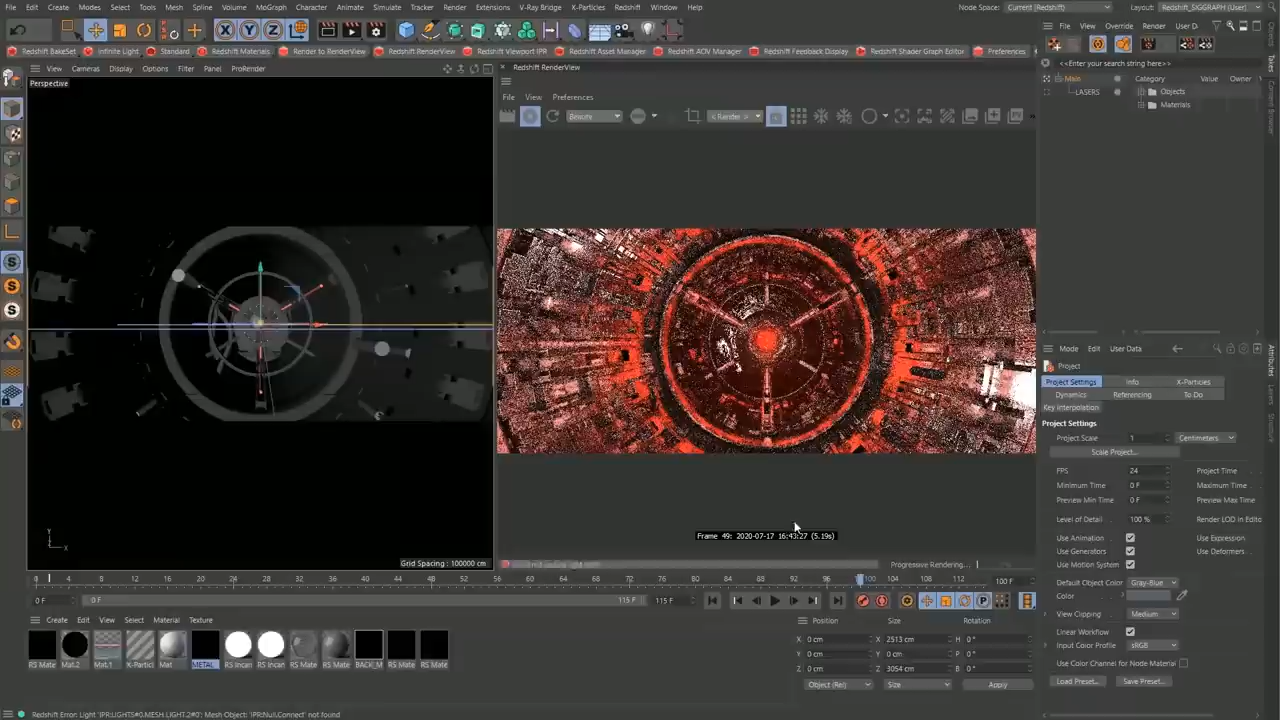 File Edit Create Modes Select Tools Mesh Spline Volume MoGraph Character Animate Simulate Tracker Render Extensions V-Ray Bridge X-Particles Redshift Window Help
Node Space: Current (Redshift) Layout: Redshift_SIGGRAPH (User)
File View Override Render User D
Redshift BakeSet Infinite Light Standard Redshift Materials Render to RenderView Redshift RenderView Redshift Viewport IPR Redshift Asset Manager Redshift AOV Manager Redshift Feedback Display Redshift Shader Graph Editor Preferences
<<Enter your search string here>>
View Cameras Display Options Filter Panel ProRender
Redshift RenderView
Perspective
Main Category Value Owner
LASERS Objects
Materials
File View Preferences
Beauty < Render >
Objects
Takes
Content Browser
Mode Edit User Data
Project
Project Settings Info X-Particles
Dynamics Referencing To Do
Key Interpolation
Project Settings
Project Scale 1 Centimeters
Scale Project...
FPS 24 Project Time
Minimum Time 0 F Maximum Time
Preview Min Time 0 F Preview Max Time
Level of Detail 100 % Render LOD in Edito
Use Animation Use Expression
Use Generators Use Deformers
Use Motion System
Default Object Color Gray-Blue
Color
View Clipping Medium
Linear Workflow
Input Color Profile sRGB
Use Color Channel for Node Material
Load Preset... Save Preset...
Attributes
Layers
Structure
Frame 49: 2020-07-17 16:43:27 (5.19s)
Y
X
Grid Spacing : 100000 cm
Progressive Rendering...
0 4 8 12 16 20 24 28 32 36 40 44 48 52 56 60 64 68 72 76 80 84 88 92 96 100 104 108 112 100 F
0 F 0 F 115 F 115 F
Create Edit View Select Material Texture
Position Size Rotation
X 0 cm X 2513 cm H 0 °
Y 0 cm Y 0 cm P 0 °
Z 0 cm Z 3054 cm B 0 °
Object (Rel) Size Apply
RS Mate Mat.2 Mat.1 X-Particl Mat METAL RS Incan RS Incan RS Mate RS Mate BACK_M RS Mate RS Mate
Redshift Error: Light 'IPR:LIGHTS#0.MESH LIGHT.2#0': Mesh Object: 'IPR:Null.Connect' not found